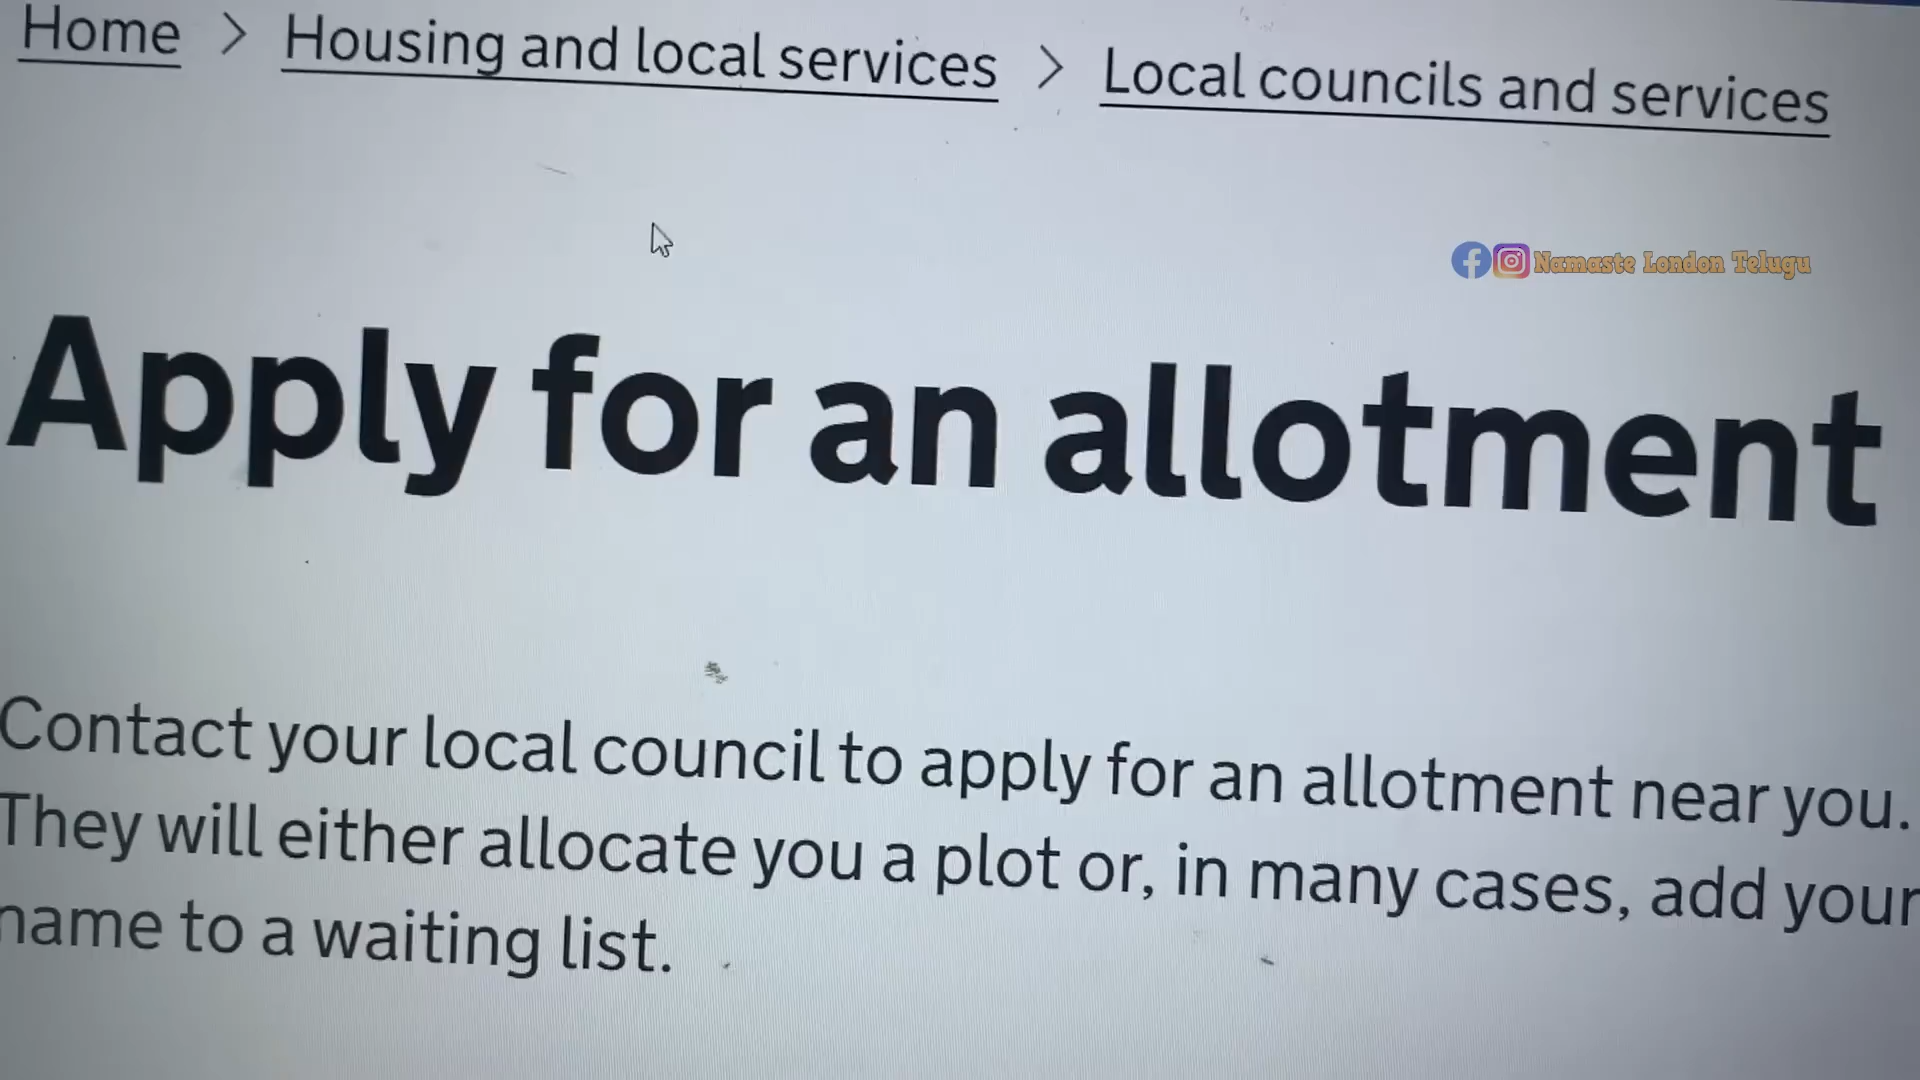 Home > Housing and local services > Local councils and services
Namaste London Telugu
Apply for an allotment
Contact your local council to apply for an allotment near you.
They will either allocate you a plot or, in many cases, add your
name to a waiting list.